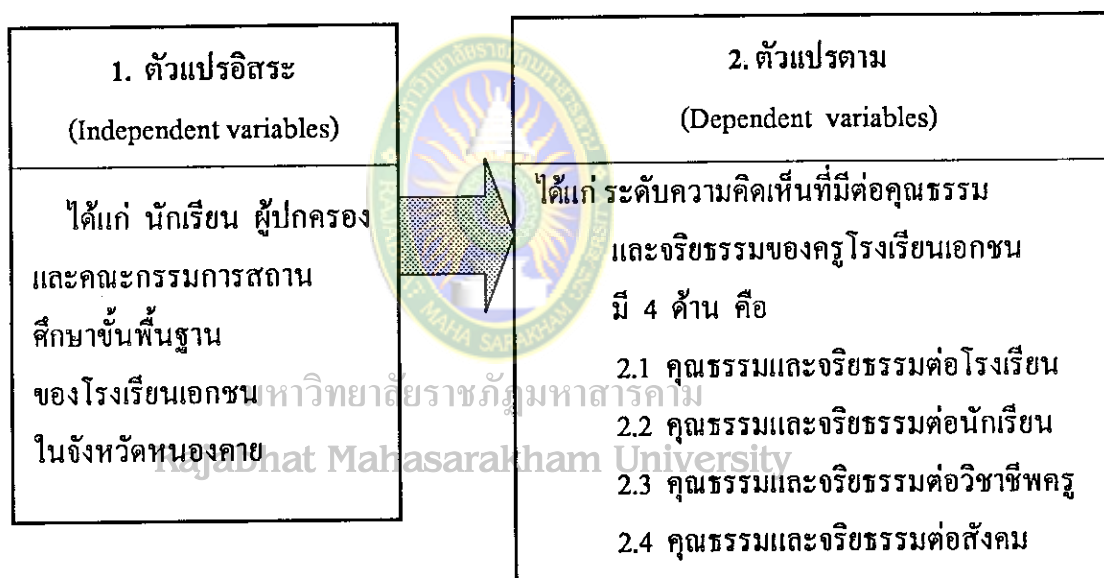 1. ตัวแปรอิสระ
(Independent variables)
ได้แก่ นักเรียน ผู้ปกครอง
และคณะกรรมการสถาน
ศึกษาขั้นพื้นฐาน
ของโรงเรียนเอกชน
ในจังหวัดหนองคาย
2. ตัวแปรตาม
(Dependent variables)
ได้แก่ ระดับความคิดเห็นที่มีต่อคุณธรรม
และจริยธรรมของครูโรงเรียนเอกชน
มี 4 ด้าน คือ
2.1 คุณธรรมและจริยธรรมต่อโรงเรียน
2.2 คุณธรรมและจริยธรรมต่อนักเรียน
2.3 คุณธรรมและจริยธรรมต่อวิชาชีพครู
2.4 คุณธรรมและจริยธรรมต่อสังคม
มหาวิทยาลัยราชภัฏมหาสารคาม
Rajabhat Mahasarakham University